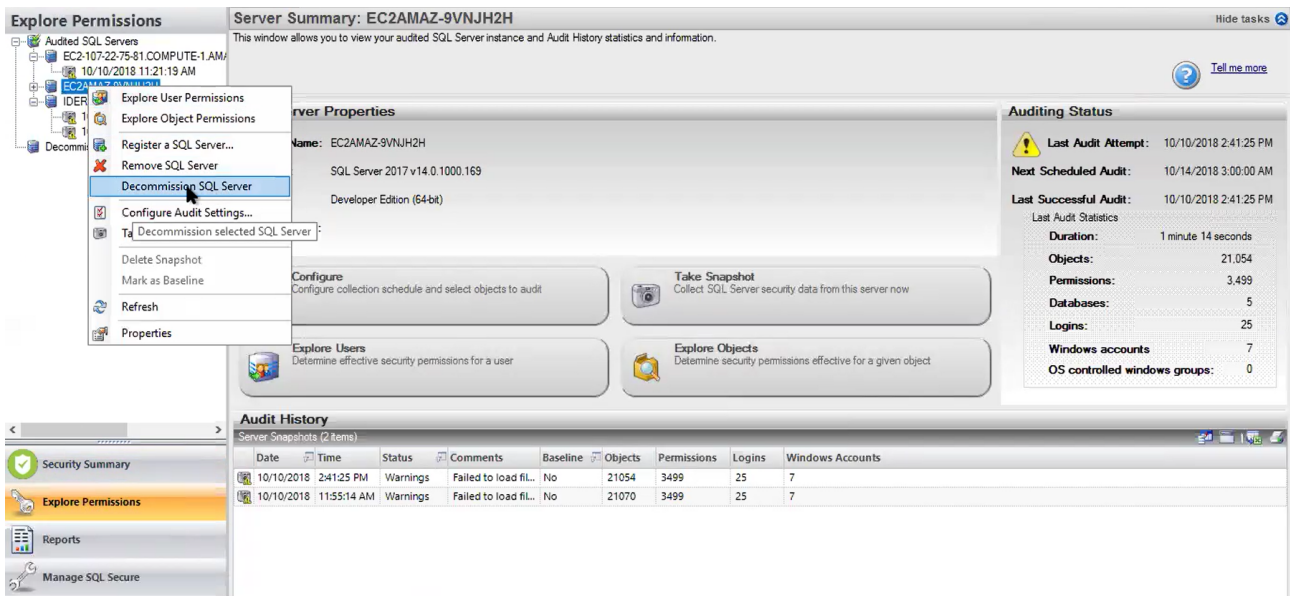 Explore Permissions
Audited SQL Servers
EC2-107-22-75-81.COMPUTE-1.AMA
10/10/2018 11:21:19 AM
EC2AMAZ-9VNJH2H
IDER
1
1
Decommis
Explore User Permissions
Explore Object Permissions
Register a SQL Server...
Remove SQL Server
Decommission SQL Server
Configure Audit Settings...
Ta
Decommission selected SQL Server
Delete Snapshot
Mark as Baseline
Refresh
Properties
Security Summary
Explore Permissions
Reports
Manage SQL Secure
Server Summary: EC2AMAZ-9VNJH2H
Hide tasks
This window allows you to view your audited SQL Server instance and Audit History statistics and information.
Tell me more
rver Properties
Name: EC2AMAZ-9VNJH2H
SQL Server 2017 v14.0.1000.169
Developer Edition (64-bit)
:
Configure
Configure collection schedule and select objects to audit
Take Snapshot
Collect SQL Server security data from this server now
Explore Users
Determine effective security permissions for a user
Explore Objects
Determine security permissions effective for a given object
Auditing Status
Last Audit Attempt: 10/10/2018 2:41:25 PM
Next Scheduled Audit: 10/14/2018 3:00:00 AM
Last Successful Audit: 10/10/2018 2:41:25 PM
Last Audit Statistics
Duration: 1 minute 14 seconds
Objects: 21,054
Permissions: 3,499
Databases: 5
Logins: 25
Windows accounts 7
OS controlled windows groups: 0
Audit History
Server Snapshots (2 items)
Date Time Status Comments Baseline Objects Permissions Logins Windows Accounts
10/10/2018 2:41:25 PM Warnings Failed to load fil... No 21054 3499 25 7
10/10/2018 11:55:14 AM Warnings Failed to load fil... No 21070 3499 25 7